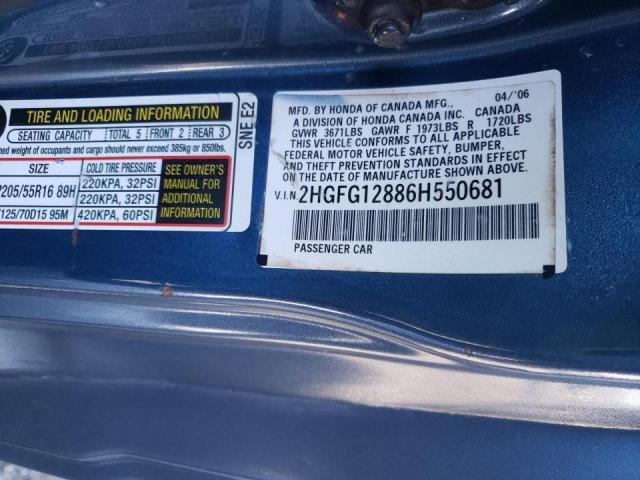 TIRE AND LOADING INFORMATION
SEATING CAPACITY TOTAL 5 FRONT 2 REAR 3
weight of occupants and cargo should never exceed 385kg or 850lbs.
SIZE COLD TIRE PRESSURE SEE OWNER'S MANUAL FOR ADDITIONAL INFORMATION
205/55R16 89H 220KPA, 32PSI
220KPA, 32PSI
125/70D15 95M 420KPA, 60PSI
SNE E2
04/'06
MFD. BY HONDA OF CANADA MFG., CANADA
A DIVISION OF HONDA CANADA INC.
GVWR 3671LBS GAWR F 1973LBS R 1720LBS
THIS VEHICLE CONFORMS TO ALL APPLICABLE
FEDERAL MOTOR VEHICLE SAFETY, BUMPER,
AND THEFT PREVENTION STANDARDS IN
EFFECT ON THE DATE OF MANUFACTURE
SHOWN ABOVE.
V.I.N. 2HGFG12886H550681
PASSENGER CAR